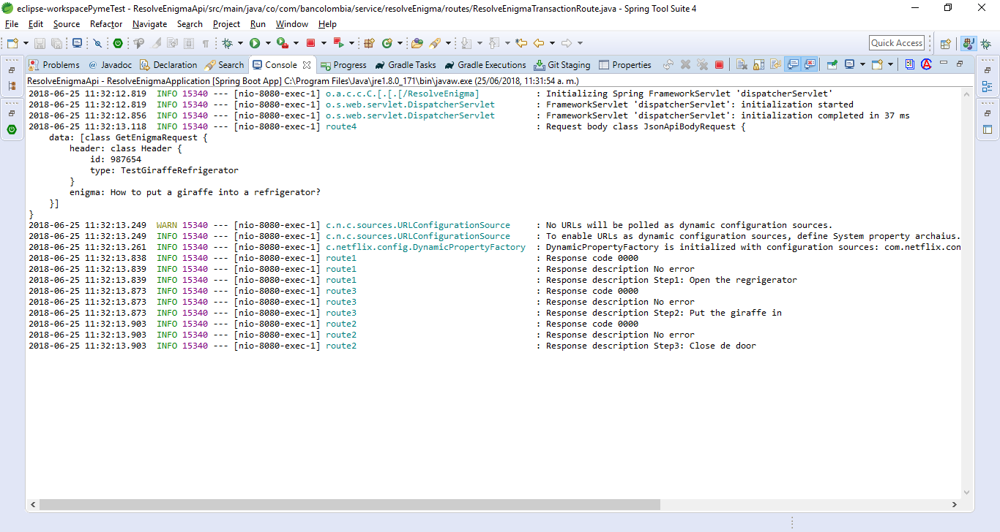 eclipse-workspacePymeTest - ResolveEnigmaApi/src/main/java/co/com/bancolombia/service/resolveEnigma/routes/ResolveEnigmaTransactionRoute.java - Spring Tool Suite 4
File Edit Source Refactor Navigate Search Project Run Window Help
Quick Access
Problems @ Javadoc Declaration Search Console Progress Gradle Tasks Gradle Executions Git Staging Properties
ResolveEnigmaApi - ResolveEnigmaApplication [Spring Boot App] C:\Program Files\Java\jre1.8.0_171\bin\javaw.exe (25/06/2018, 11:31:54 a. m.)
2018-06-25 11:32:12.819  INFO 15340 --- [nio-8080-exec-1] o.a.c.c.C.[.[.[/ResolveEnigma]           : Initializing Spring FrameworkServlet 'dispatcherServlet'
2018-06-25 11:32:12.819  INFO 15340 --- [nio-8080-exec-1] o.s.web.servlet.DispatcherServlet        : FrameworkServlet 'dispatcherServlet': initialization started
2018-06-25 11:32:12.856  INFO 15340 --- [nio-8080-exec-1] o.s.web.servlet.DispatcherServlet        : FrameworkServlet 'dispatcherServlet': initialization completed in 37 ms
2018-06-25 11:32:13.118  INFO 15340 --- [nio-8080-exec-1] route4                                   : Request body class JsonApiBodyRequest {
    data: [class GetEnigmaRequest {
        header: class Header {
            id: 987654
            type: TestGiraffeRefrigerator
        }
        enigma: How to put a giraffe into a refrigerator?
    }]
}
2018-06-25 11:32:13.249  WARN 15340 --- [nio-8080-exec-1] c.n.c.sources.URLConfigurationSource     : No URLs will be polled as dynamic configuration sources.
2018-06-25 11:32:13.249  INFO 15340 --- [nio-8080-exec-1] c.n.c.sources.URLConfigurationSource     : To enable URLs as dynamic configuration sources, define System property archaius.
2018-06-25 11:32:13.261  INFO 15340 --- [nio-8080-exec-1] c.netflix.config.DynamicPropertyFactory  : DynamicPropertyFactory is initialized with configuration sources: com.netflix.con
2018-06-25 11:32:13.838  INFO 15340 --- [nio-8080-exec-1] route1                                   : Response code 0000
2018-06-25 11:32:13.839  INFO 15340 --- [nio-8080-exec-1] route1                                   : Response description No error
2018-06-25 11:32:13.839  INFO 15340 --- [nio-8080-exec-1] route1                                   : Response description Step1: Open the regrigerator
2018-06-25 11:32:13.873  INFO 15340 --- [nio-8080-exec-1] route3                                   : Response code 0000
2018-06-25 11:32:13.873  INFO 15340 --- [nio-8080-exec-1] route3                                   : Response description No error
2018-06-25 11:32:13.873  INFO 15340 --- [nio-8080-exec-1] route3                                   : Response description Step2: Put the giraffe in
2018-06-25 11:32:13.903  INFO 15340 --- [nio-8080-exec-1] route2                                   : Response code 0000
2018-06-25 11:32:13.903  INFO 15340 --- [nio-8080-exec-1] route2                                   : Response description No error
2018-06-25 11:32:13.903  INFO 15340 --- [nio-8080-exec-1] route2                                   : Response description Step3: Close de door